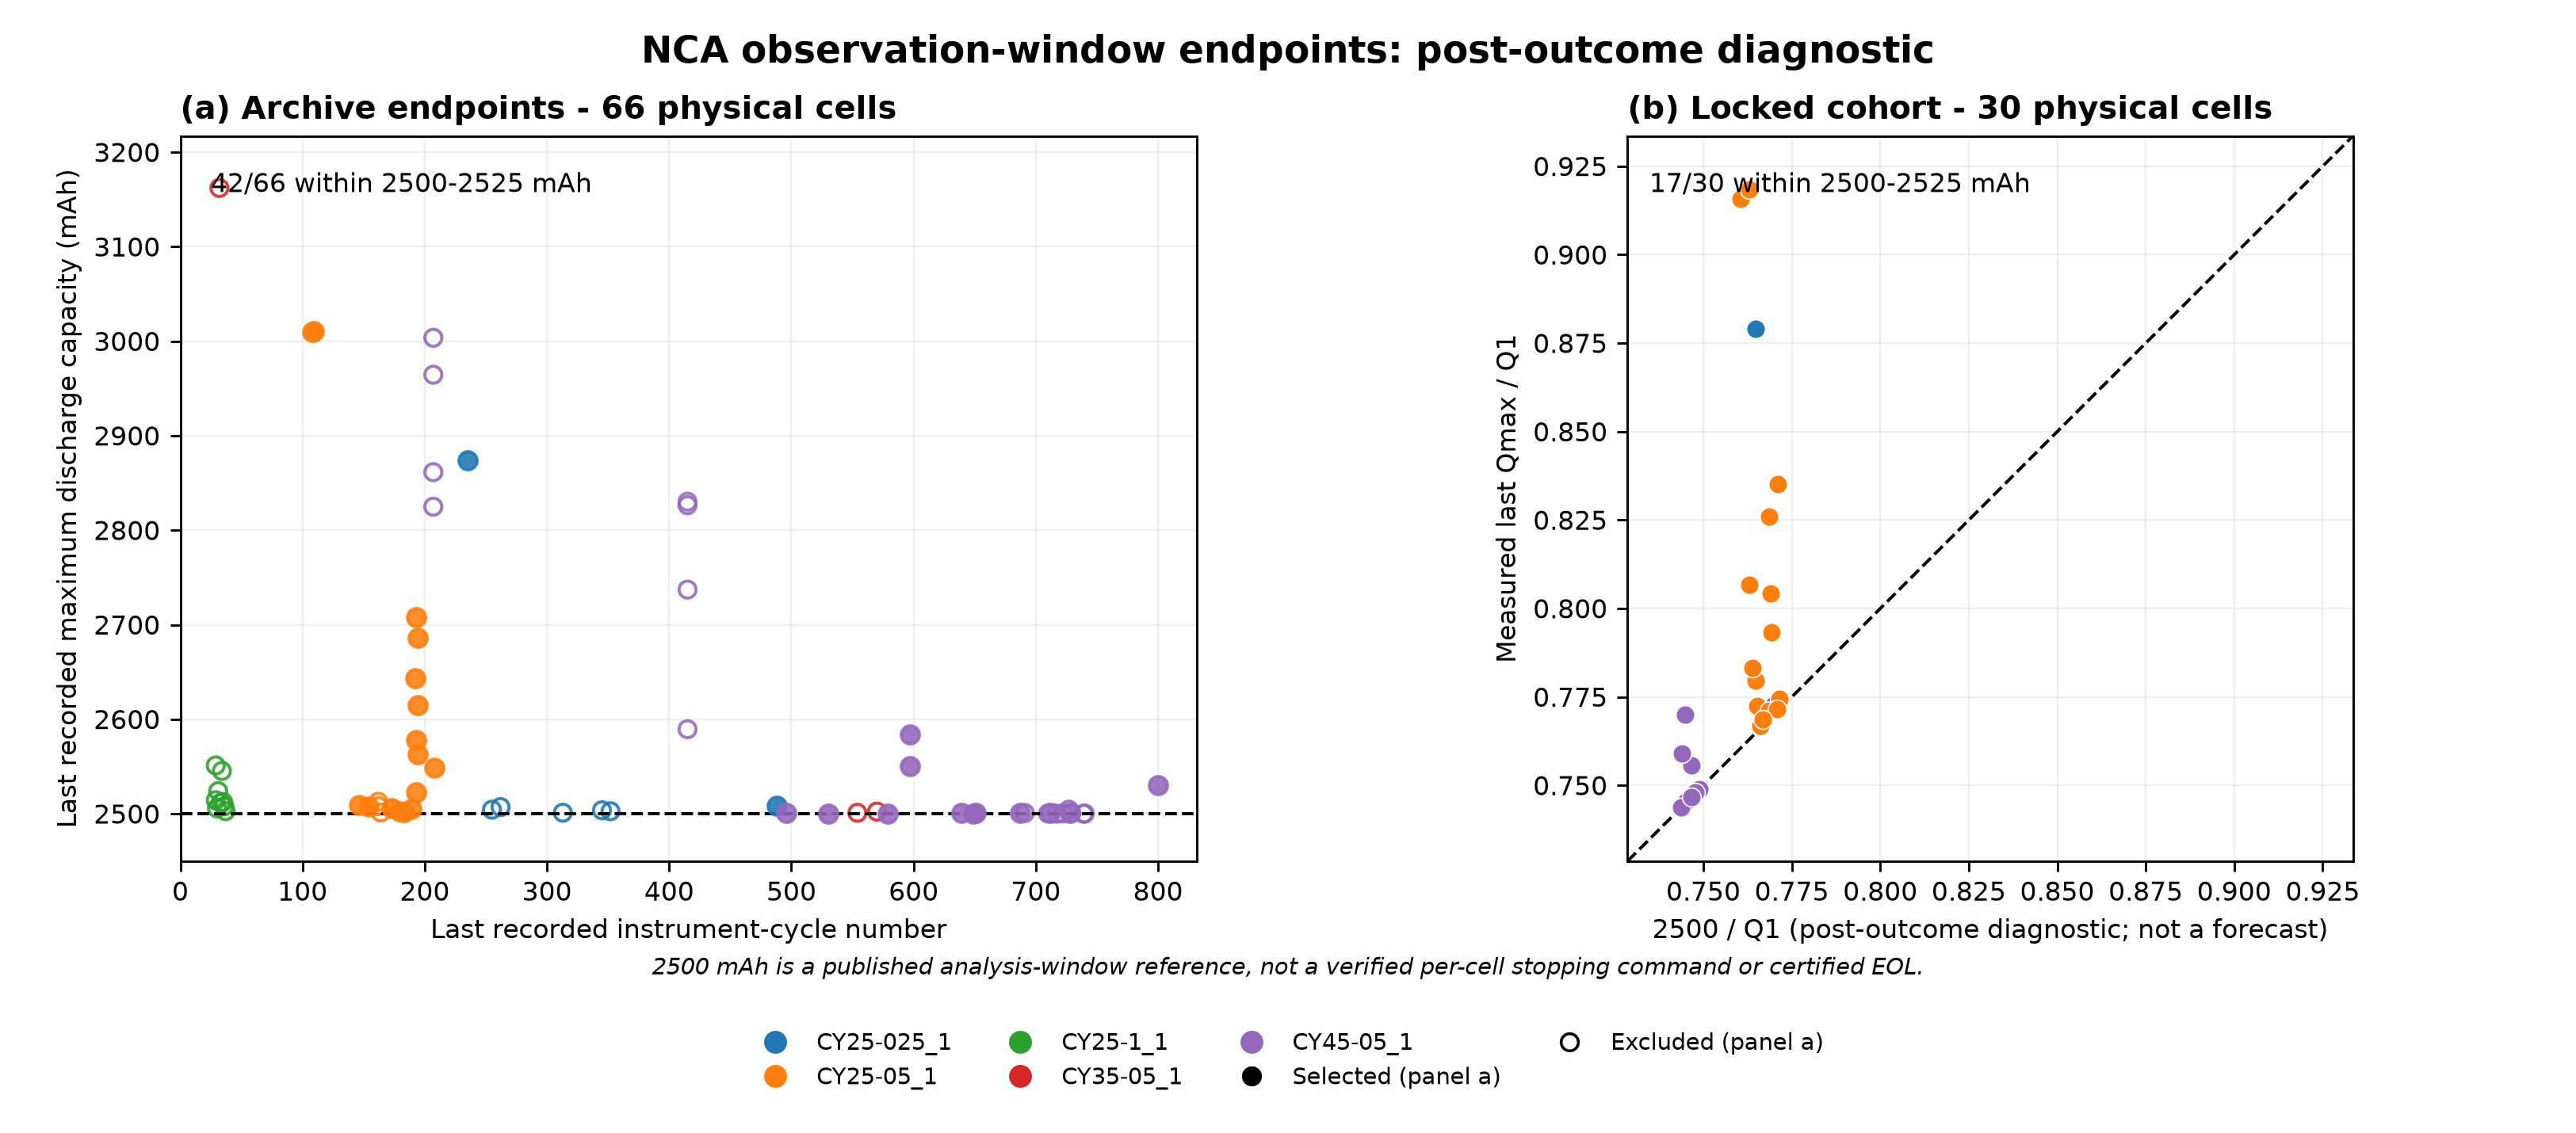 NCA observation-window endpoints: post-outcome diagnostic
(a) Archive endpoints - 66 physical cells
42/66 within 2500-2525 mAh
Last recorded maximum discharge capacity (mAh)
3200
3100
3000
2900
2800
2700
2600
2500
0 100 200 300 400 500 600 700 800
Last recorded instrument-cycle number
(b) Locked cohort - 30 physical cells
17/30 within 2500-2525 mAh
Measured last Qmax / Q1
0.925
0.900
0.875
0.850
0.825
0.800
0.775
0.750
0.750 0.775 0.800 0.825 0.850 0.875 0.900 0.925
2500 / Q1 (post-outcome diagnostic; not a forecast)
2500 mAh is a published analysis-window reference, not a verified per-cell stopping command or certified EOL.
CY25-025_1 CY25-1_1 CY45-05_1 Excluded (panel a)
CY25-05_1 CY35-05_1 Selected (panel a)